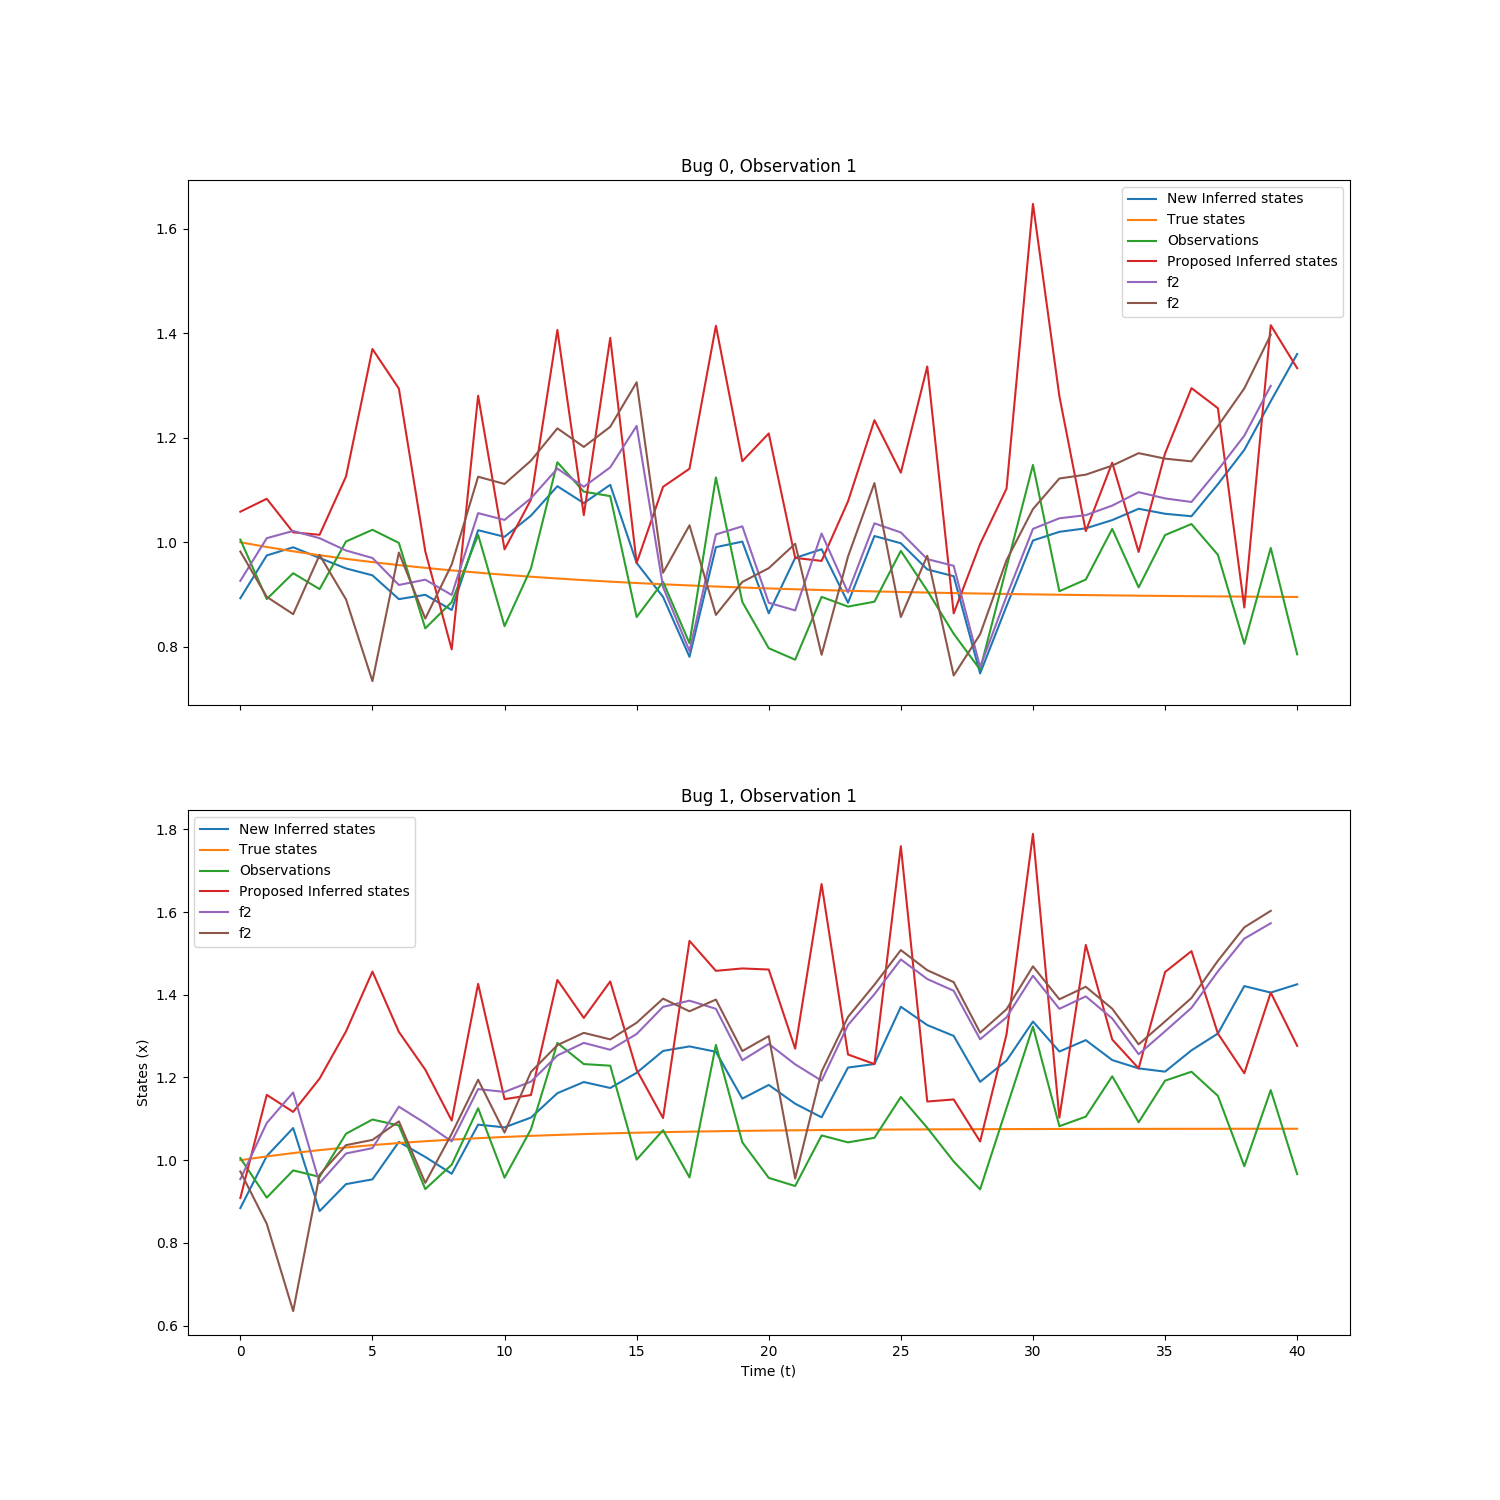 Bug 0, Observation 1
New Inferred states
True states
Observations
Proposed Inferred states
f2
f2
1.6
1.4
1.2
1.0
0.8
Bug 1, Observation 1
New Inferred states
True states
Observations
Proposed Inferred states
f2
f2
1.8
1.6
1.4
1.2
1.0
0.8
0.6
States (x)
0 5 10 15 20 25 30 35 40
Time (t)